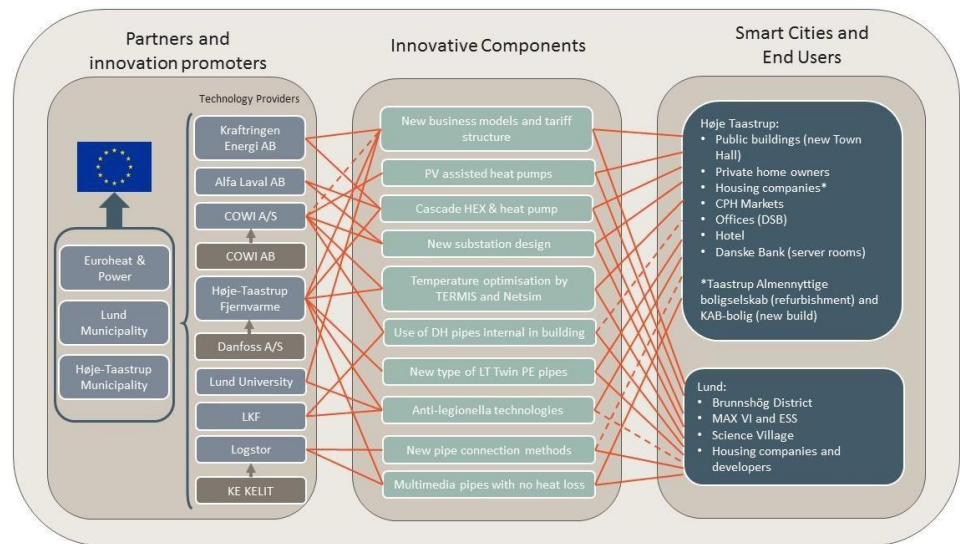 Partners and
innovation promoters
Technology Providers
Euroheat &
Power
Lund
Municipality
Høje-Taastrup
Municipality
Kraftringen
Energi AB
Alfa Laval AB
COWI A/S
COWI AB
Høje-Taastrup
Fjernvarme
Danfoss A/S
Lund University
LKF
Logstor
KE KELIT
Innovative Components
New business models and tariff
structure
PV assisted heat pumps
Cascade HEX & heat pump
New substation design
Temperature optimisation by
TERMIS and Netsim
Use of DH pipes internal in building
New type of LT Twin PE pipes
Anti-legionella technologies
New pipe connection methods
Multimedia pipes with no heat loss
Smart Cities and
End Users
Høje Taastrup:
• Public buildings (new Town
Hall)
• Private home owners
• Housing companies*
• CPH Markets
• Offices (DSB)
• Hotel
• Danske Bank (server rooms)
*Taastrup Almennyttige
boligselskab (refurbishment) and
KAB-bolig (new build)
Lund:
• Brunnshög District
• MAX VI and ESS
• Science Village
• Housing companies and
developers